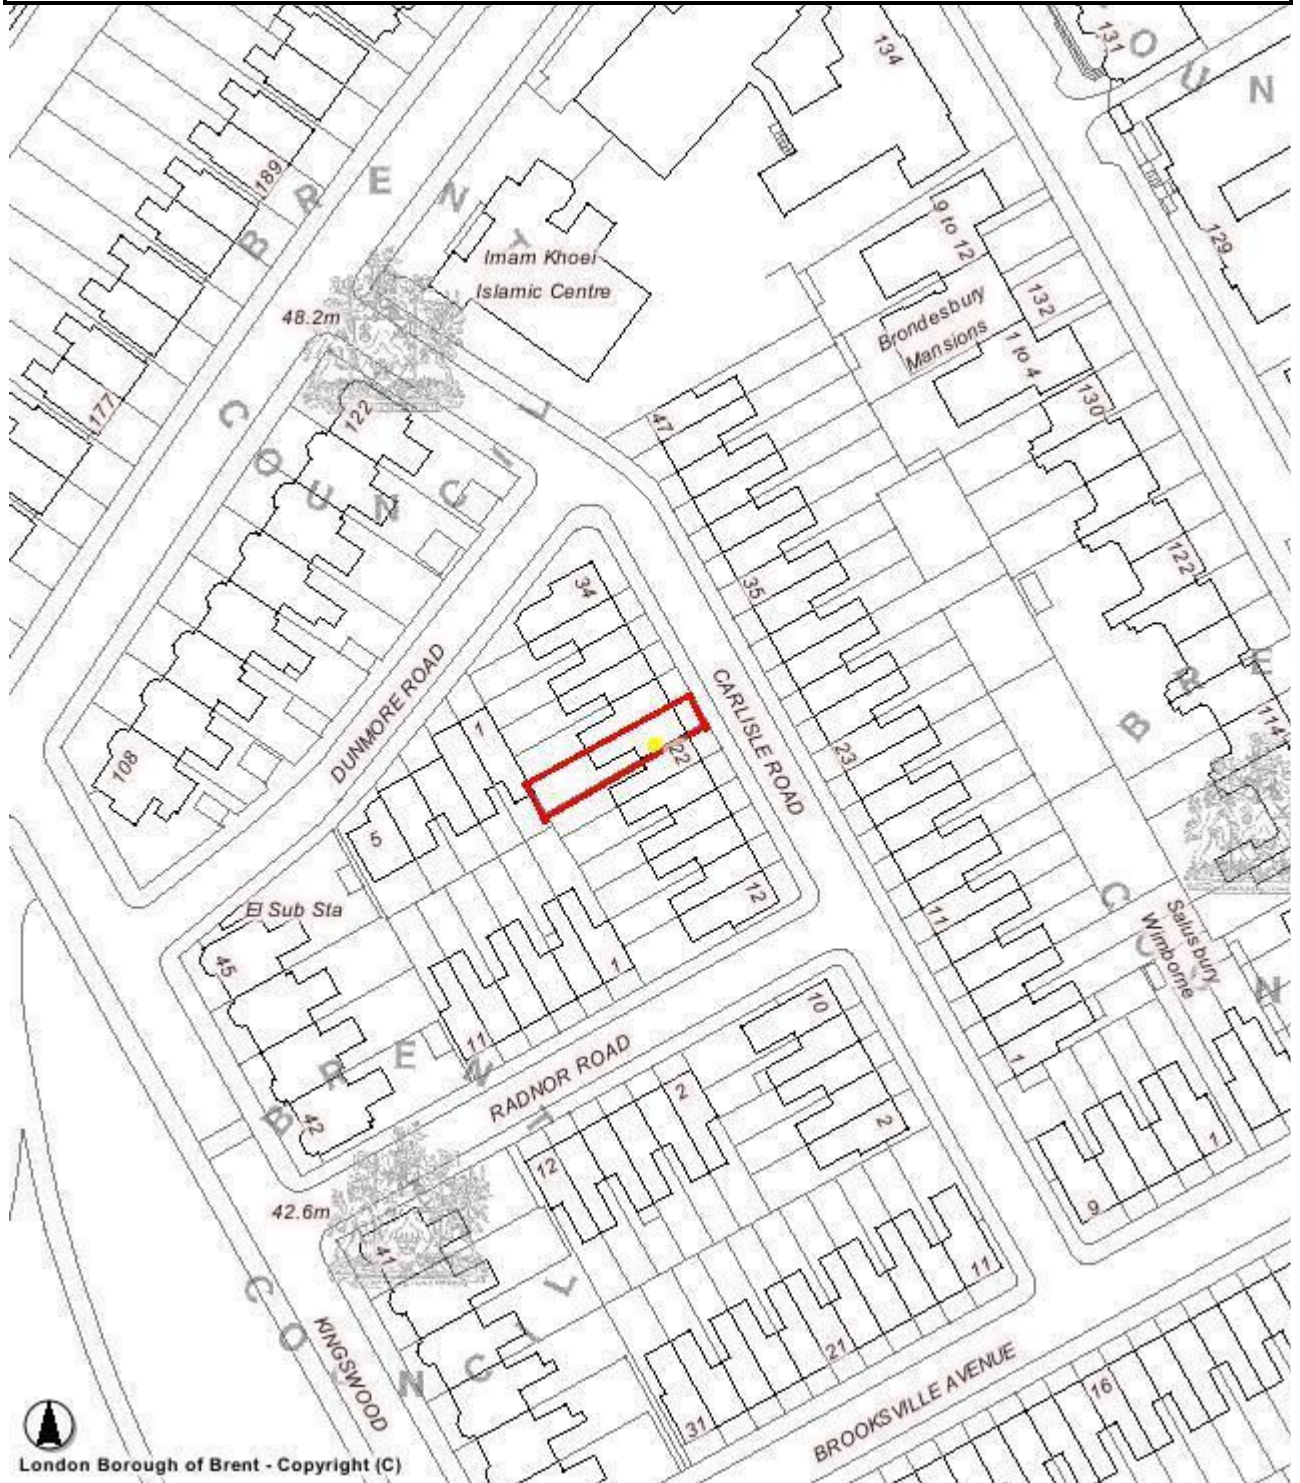 134
131
O U N
189
B R E N T
Imam Khoei
Islamic Centre
9 to 12
129
132
48.2m
Brondesbury
Mansions
1 to 4
177
C O U N C I L
122
47
130
35
122
34
DUNMORE ROAD
CARLISLE ROAD
B R E
1
22
23
114
108
5
12
El Sub Sta
C
11
Salusbury
Wimborne
N
45
1
10
11
B R E N T
RADNOR ROAD
1
42
2
2
12
1
42.6m
9
41
11
C O N C I L
KINGSWOOD
21
BROOKSVILLE AVENUE
16
31
London Borough of Brent - Copyright (C)